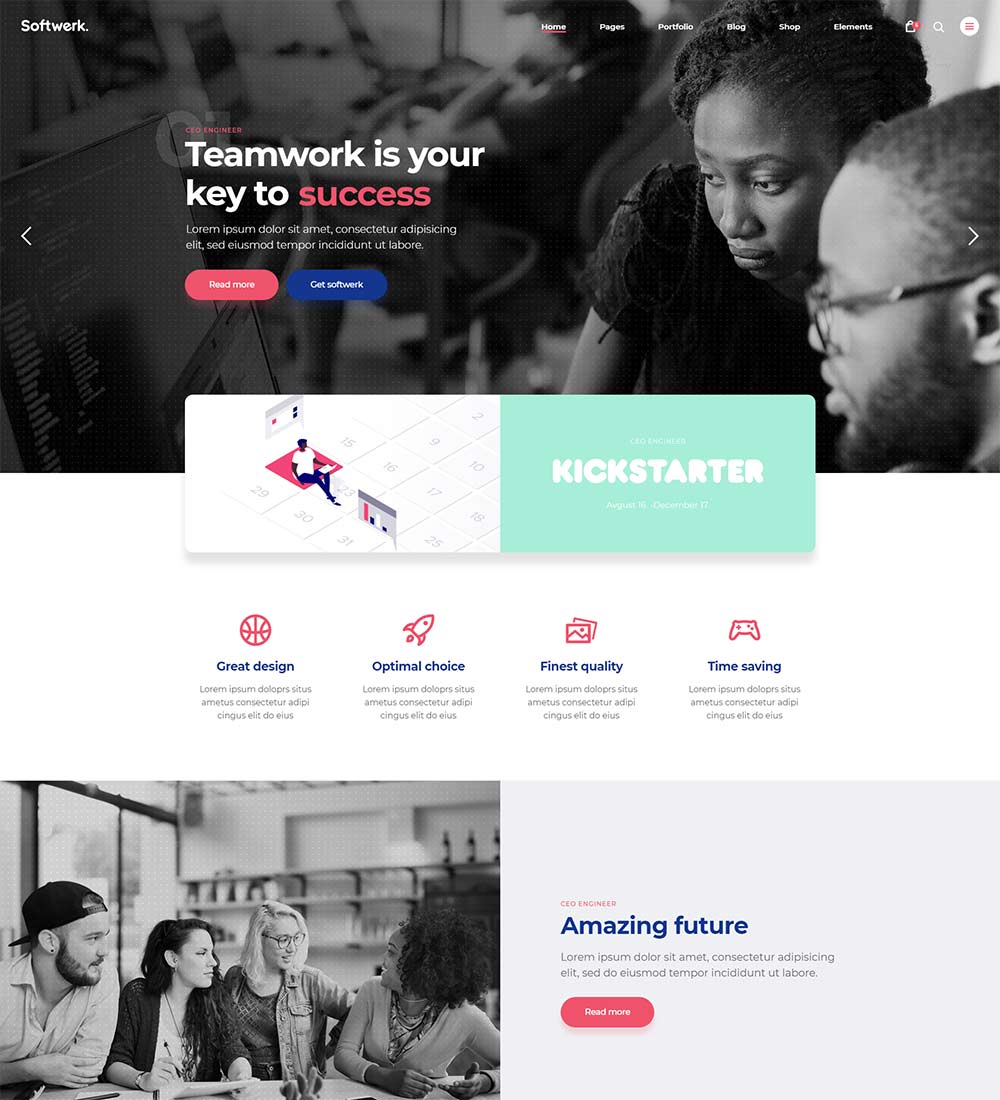 Softwerk.
Home Pages Portfolio Blog Shop Elements 6
CEO ENGINEER
Teamwork is your
key to success
Lorem ipsum dolor sit amet, consectetur adipisicing
elit, sed eiusmod tempor incididunt ut labore.
Read more Get softwerk
2
15
9
16
10
29
23
17
30
18
31
25
CEO ENGINEER
KICKSTARTER
Avgust 16. -December 17.
Great design
Lorem ipsum doloprs situs
ametus consectetur adipi
cingus elit do eius
Optimal choice
Lorem ipsum doloprs situs
ametus consectetur adipi
cingus elit do eius
Finest quality
Lorem ipsum doloprs situs
ametus consectetur adipi
cingus elit do eius
Time saving
Lorem ipsum doloprs situs
ametus consectetur adipi
cingus elit do eius
CEO ENGINEER
Amazing future
Lorem ipsum dolor sit amet, consectetur adipisicing
elit, sed do eiusmod tempor incididunt ut labore.
Read more